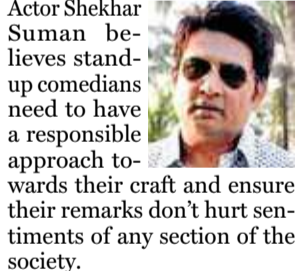 Actor Shekhar
Suman be-
lieves stand-
up comedians
need to have
a responsible
approach to-
wards their craft and ensure
their remarks don’t hurt sen-
timents of any section of the
society.